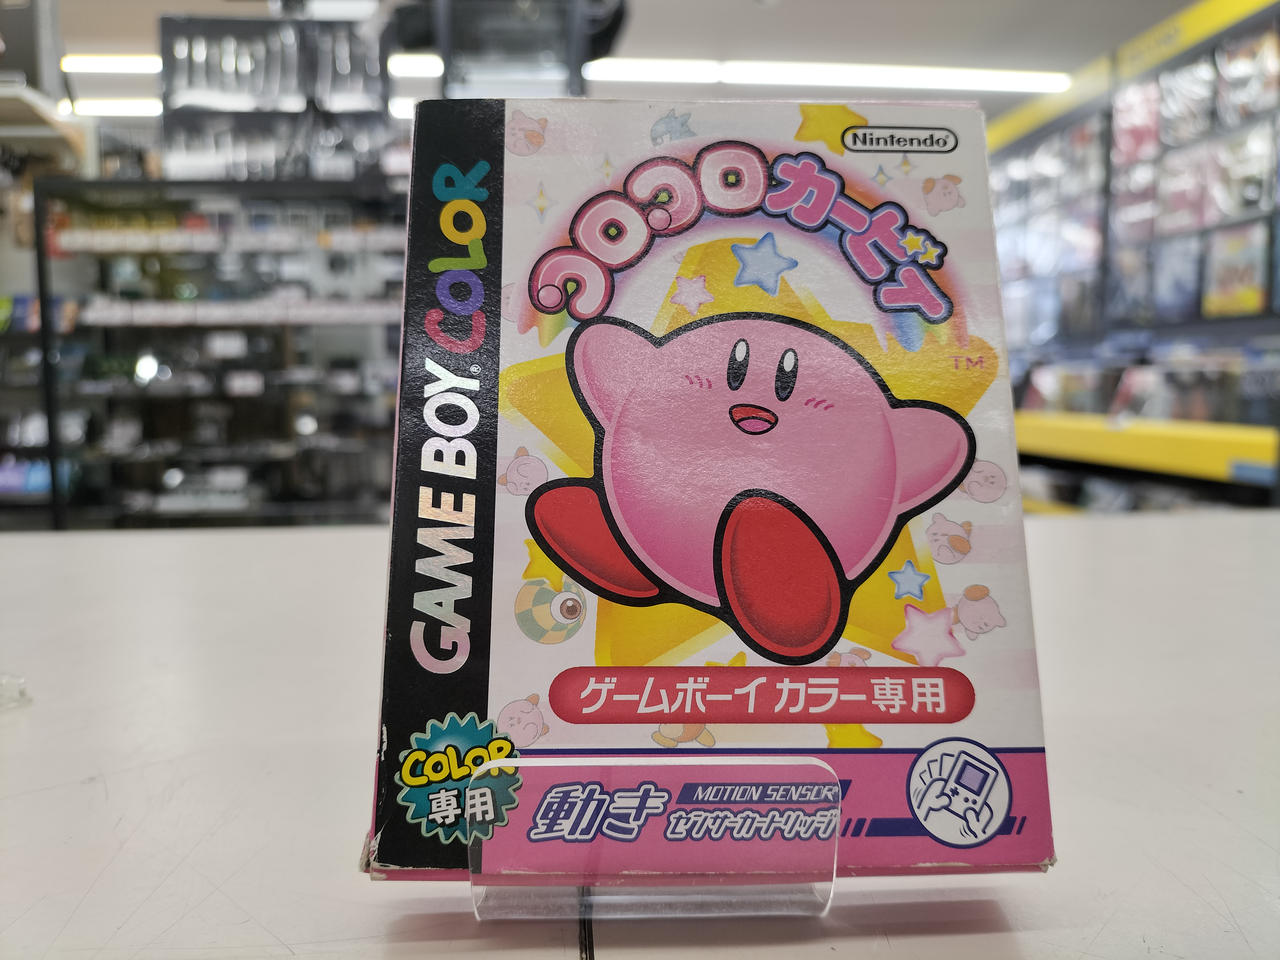 GAME BOY® COLOR
Nintendo®
コロコロカービィ
TM
ゲームボーイ カラー専用
COLOR
専用
動き
MOTION SENSOR
センサーカートリッジ